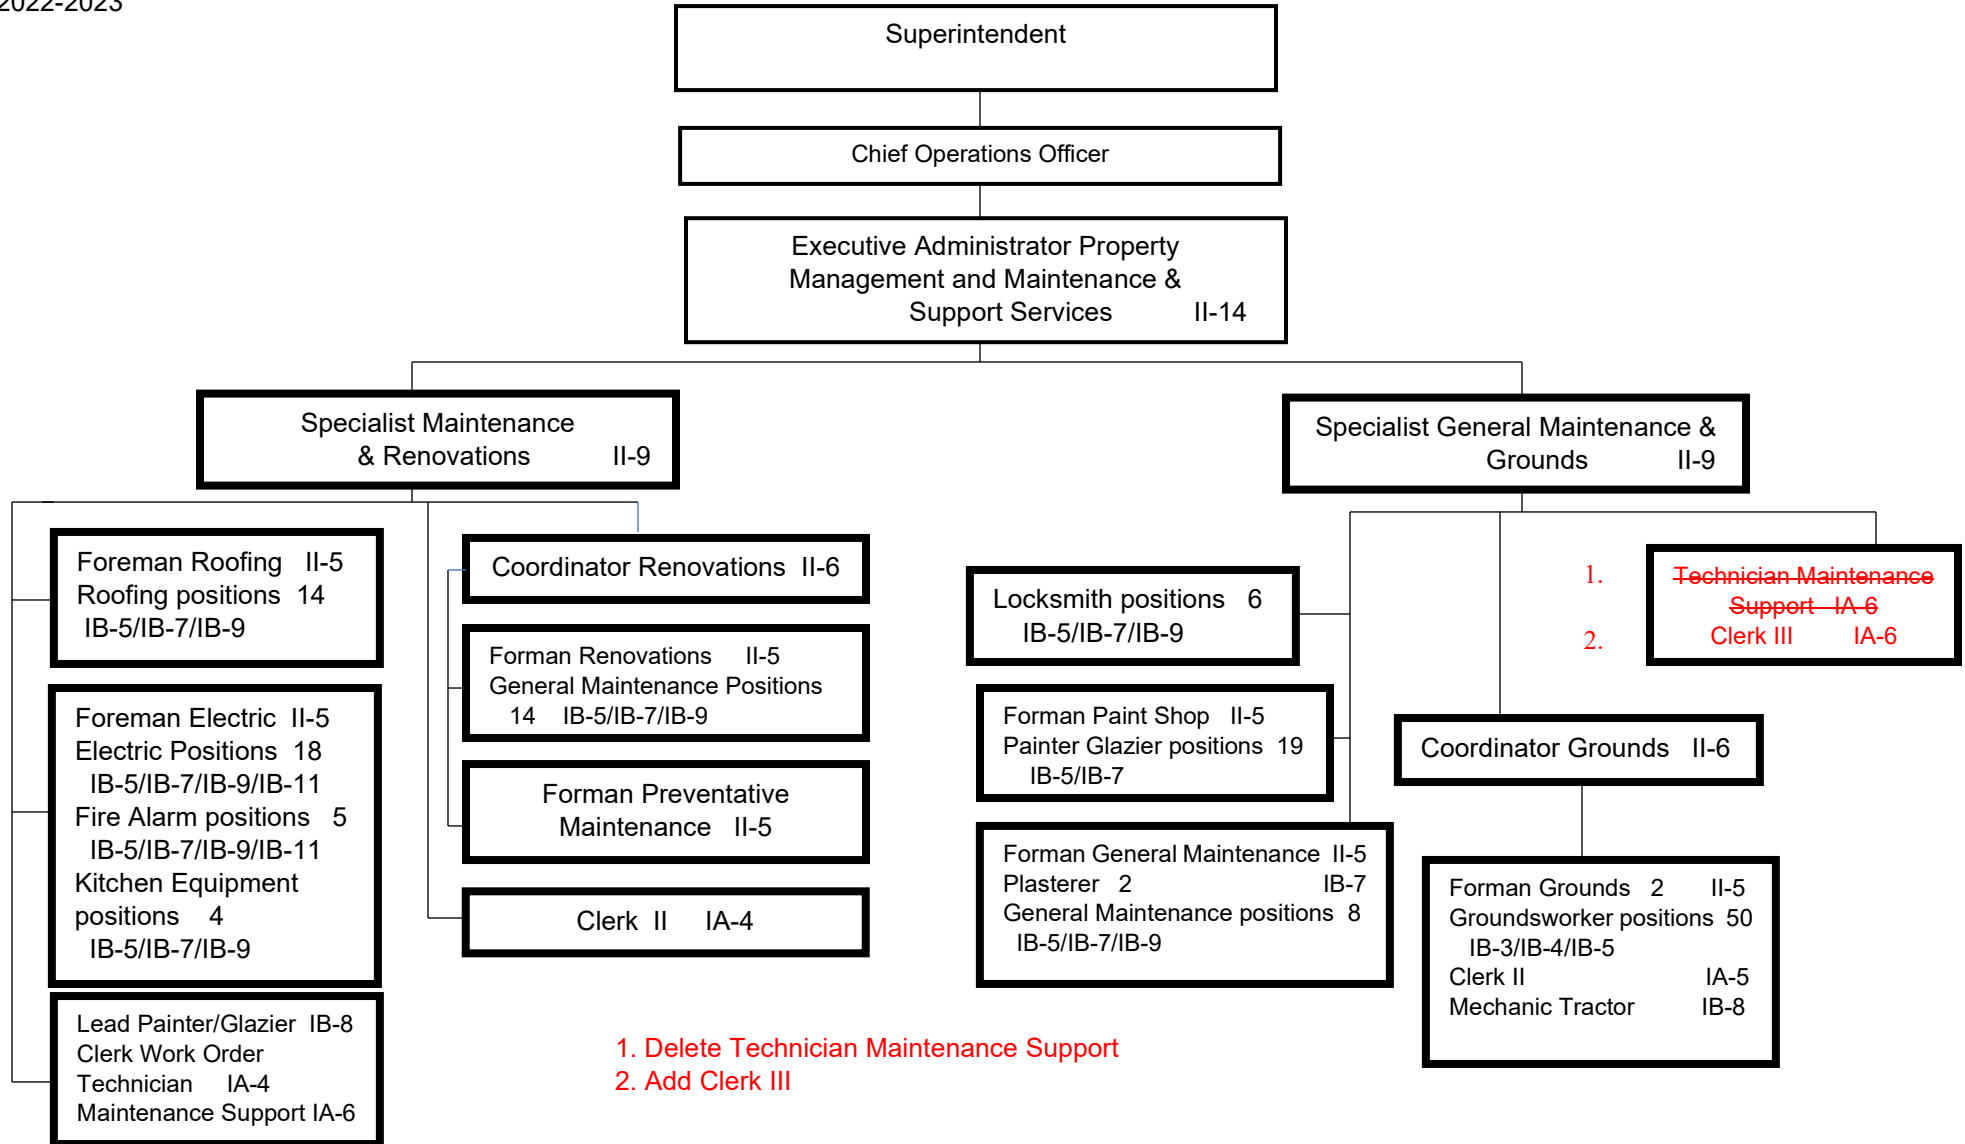 2022-2023
Superintendent
Chief Operations Officer
Executive Administrator Property
Management and Maintenance &
Support Services II-14
Specialist Maintenance
& Renovations II-9
Specialist General Maintenance &
Grounds II-9
Foreman Roofing II-5
Roofing positions 14
IB-5/IB-7/IB-9
Foreman Electric II-5
Electric Positions 18
IB-5/IB-7/IB-9/IB-11
Fire Alarm positions 5
IB-5/IB-7/IB-9/IB-11
Kitchen Equipment
positions 4
IB-5/IB-7/IB-9
Lead Painter/Glazier IB-8
Clerk Work Order
Technician IA-4
Maintenance Support IA-6
Coordinator Renovations II-6
Forman Renovations II-5
General Maintenance Positions
14 IB-5/IB-7/IB-9
Forman Preventative
Maintenance II-5
Clerk II IA-4
Locksmith positions 6
IB-5/IB-7/IB-9
Forman Paint Shop II-5
Painter Glazier positions 19
IB-5/IB-7
Forman General Maintenance II-5
Plasterer 2 IB-7
General Maintenance positions 8
IB-5/IB-7/IB-9
1. Technician Maintenance
Support IA-6
2. Clerk III IA-6
Coordinator Grounds II-6
Forman Grounds 2 II-5
Groundsworker positions 50
IB-3/IB-4/IB-5
Clerk II IA-5
Mechanic Tractor IB-8
1. Delete Technician Maintenance Support
2. Add Clerk III